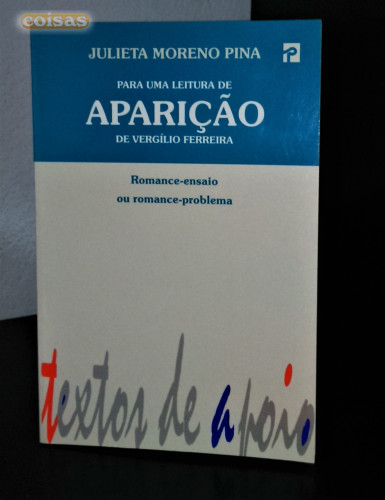 coisas
JULIETA MORENO PINA
P
PARA UMA LEITURA DE
APARIÇÃO
DE VERGÍLIO FERREIRA
Romance-ensaio
ou romance-problema
textos de apoio